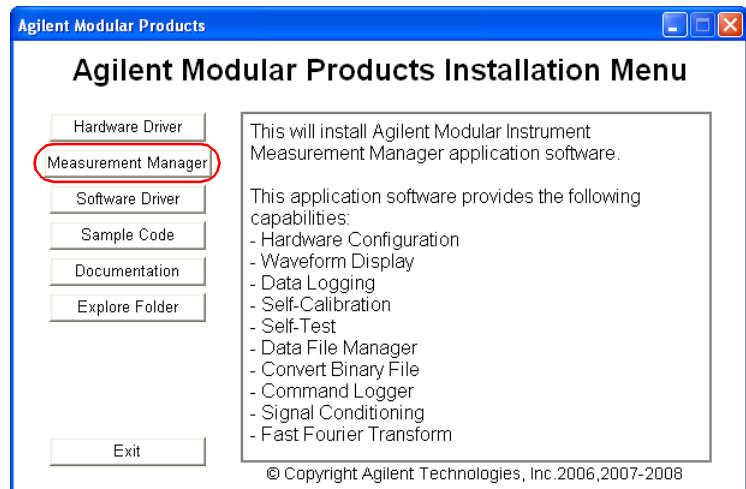 Agilent Modular Products
Agilent Modular Products Installation Menu
Hardware Driver
Measurement Manager
Software Driver
Sample Code
Documentation
Explore Folder
Exit
This will install Agilent Modular Instrument
Measurement Manager application software.
This application software provides the following
capabilities:
- Hardware Configuration
- Waveform Display
- Data Logging
- Self-Calibration
- Self-Test
- Data File Manager
- Convert Binary File
- Command Logger
- Signal Conditioning
- Fast Fourier Transform
© Copyright Agilent Technologies, Inc.2006,2007-2008